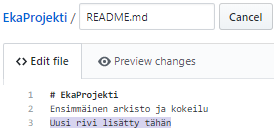 EkaProjekti / README.md Cancel
<> Edit file Preview changes
1 # EkaProjekti
2 Ensimmäinen arkisto ja kokeilu
3 Uusi rivi lisätty tähän